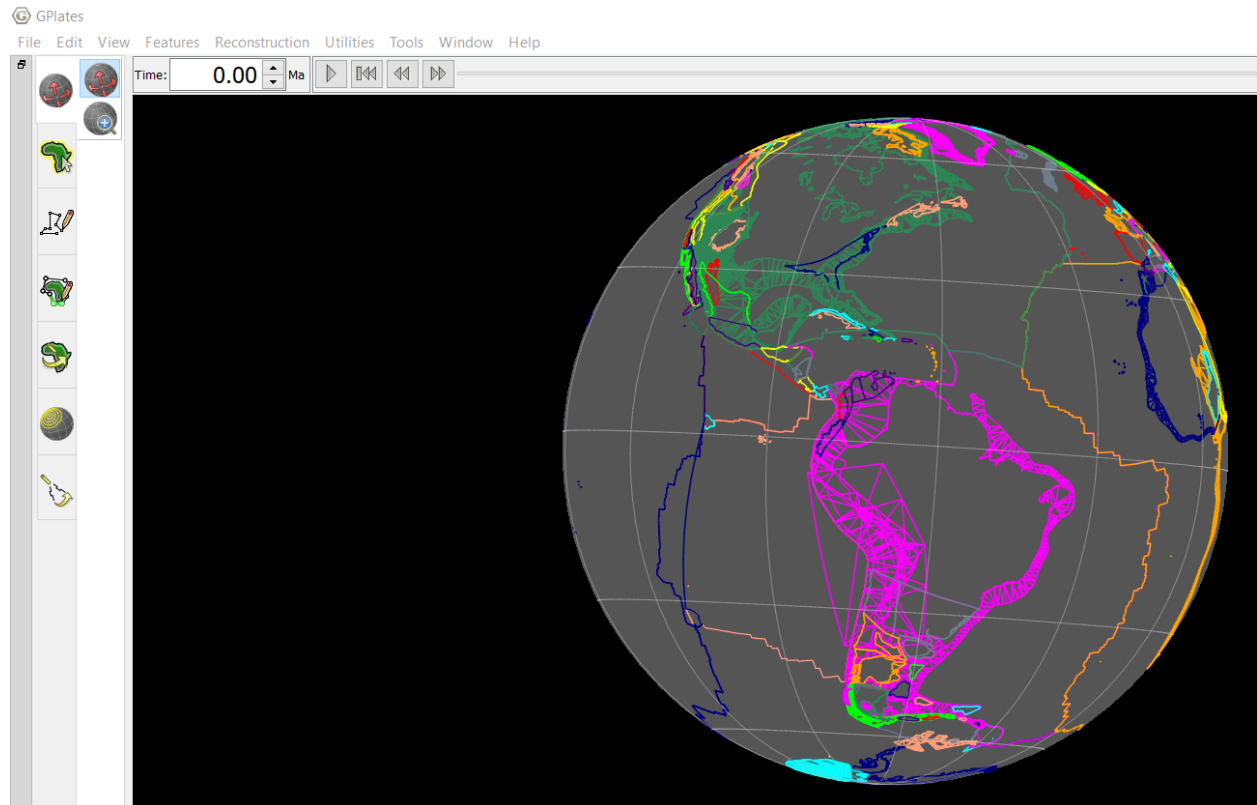 GPlates
File Edit View Features Reconstruction Utilities Tools Window Help
Time: 0.00 Ma